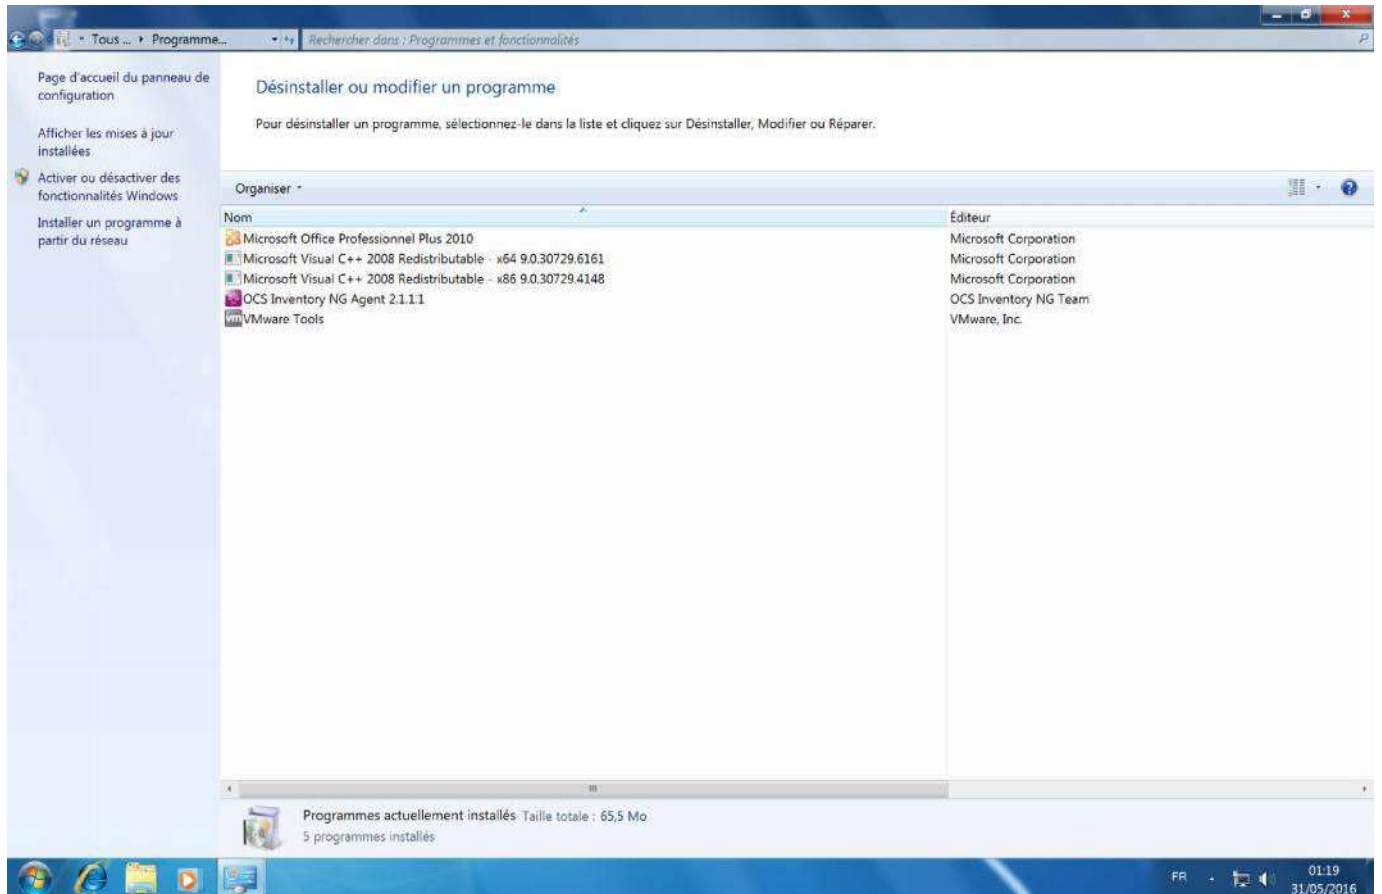 Tous ... Programme...
Rechercher dans : Programmes et fonctionnalités
Page d'accueil du panneau de
configuration
Afficher les mises à jour
installées
Activer ou désactiver des
fonctionnalités Windows
Installer un programme à
partir du réseau
Désinstaller ou modifier un programme
Pour désinstaller un programme, sélectionnez-le dans la liste et cliquez sur Désinstaller, Modifier ou Réparer.
Organiser
Nom Éditeur
Microsoft Office Professionnel Plus 2010 Microsoft Corporation
Microsoft Visual C++ 2008 Redistributable - x64 9.0.30729.6161 Microsoft Corporation
Microsoft Visual C++ 2008 Redistributable - x86 9.0.30729.4148 Microsoft Corporation
OCS Inventory NG Agent 2.1.1.1 OCS Inventory NG Team
VMware Tools VMware, Inc.
Programmes actuellement installés Taille totale : 65,5 Mo
5 programmes installés
FR 01:19
31/05/2016